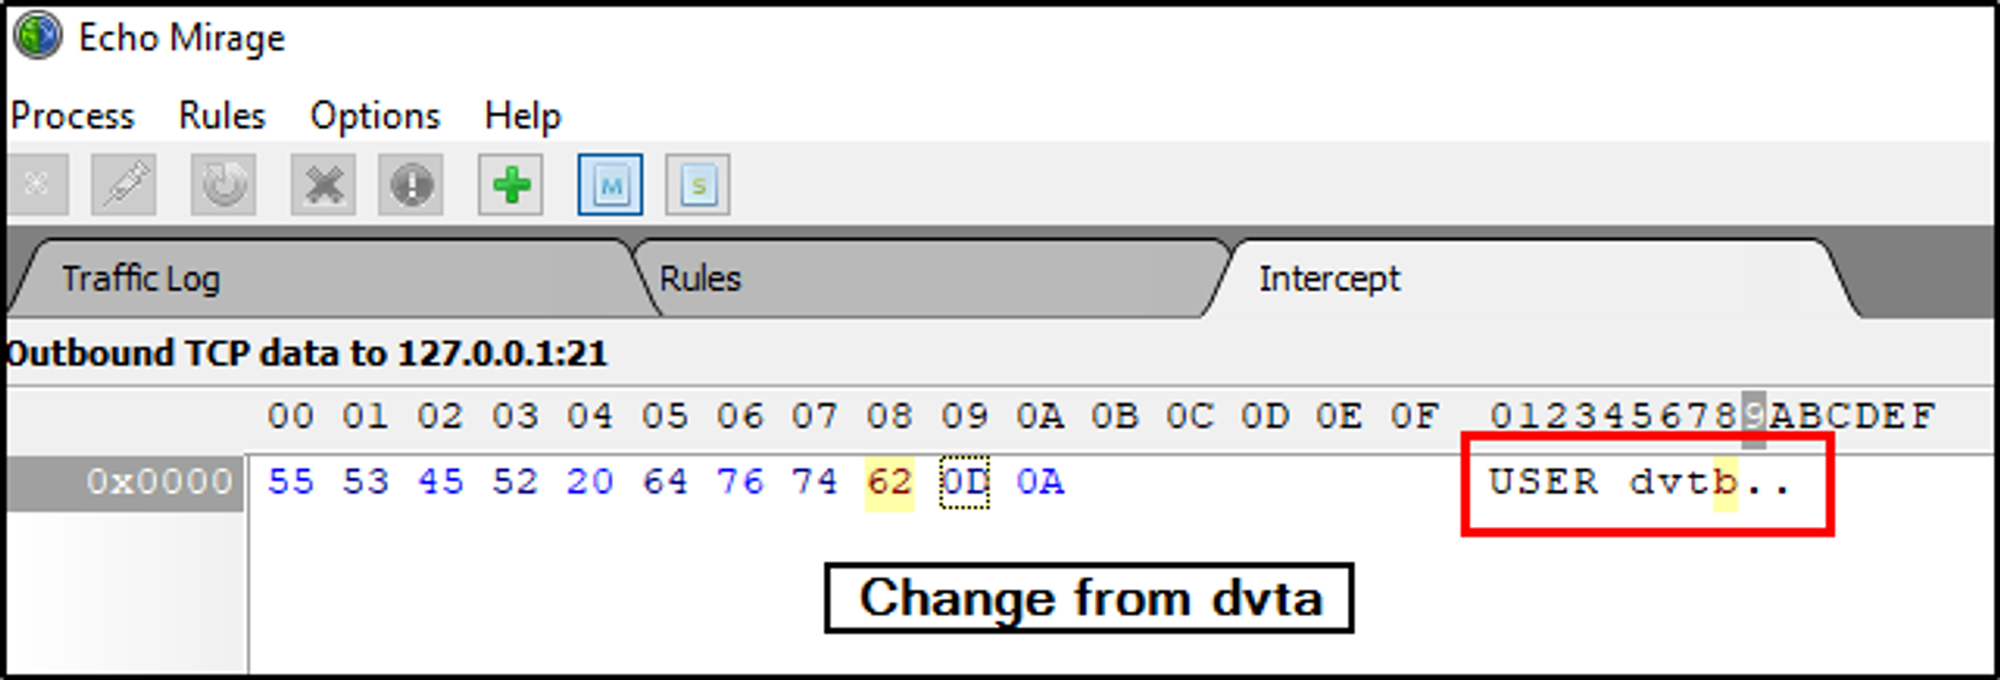 Echo Mirage
Process Rules Options Help
M S
Traffic Log Rules Intercept
Outbound TCP data to 127.0.0.1:21
00 01 02 03 04 05 06 07 08 09 0A 0B 0C 0D 0E 0F 0123456789ABCDEF
0x0000 55 53 45 52 20 64 76 74 62 0D 0A USER dvtb..
Change from dvta